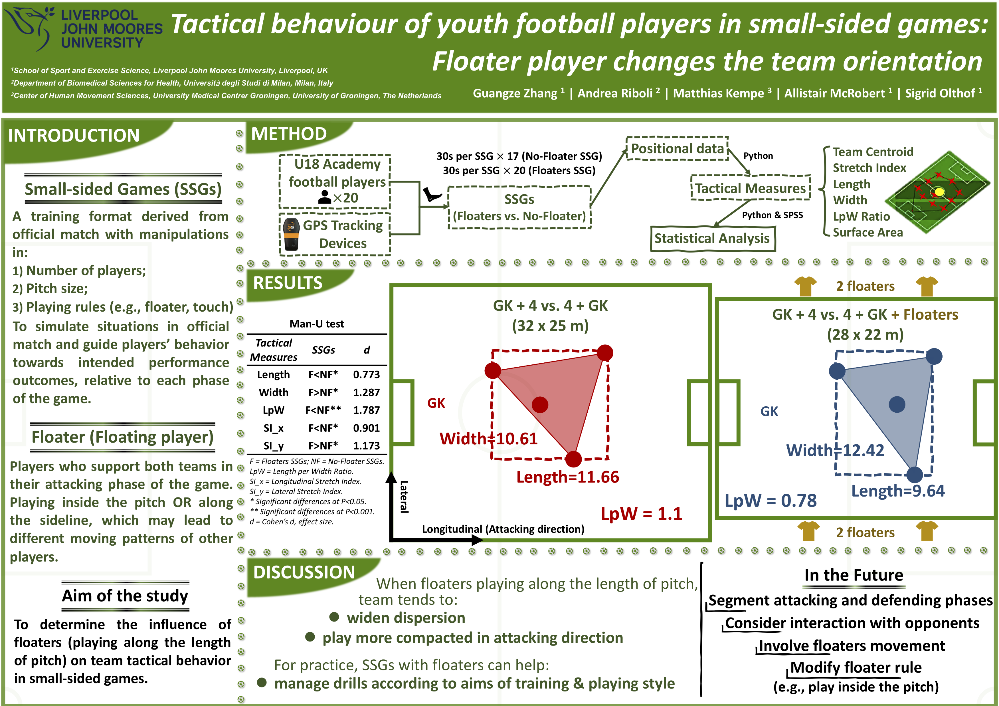 LIVERPOOL
JOHN MOORES
UNIVERSITY
Tactical behaviour of youth football players in small-sided games:
Floater player changes the team orientation
¹School of Sport and Exercise Science, Liverpool John Moores University, Liverpool, UK
²Department of Biomedical Sciences for Health, Università degli Studi di Milan, Milan, Italy
³Center of Human Movement Sciences, University Medical Centrer Groningen, University of Groningen, The Netherlands
Guangze Zhang ¹ | Andrea Riboli ² | Matthias Kempe ³ | Allistair McRobert ¹ | Sigrid Olthof ¹
INTRODUCTION
Small-sided Games (SSGs)
A training format derived from
official match with manipulations
in:
1) Number of players;
2) Pitch size;
3) Playing rules (e.g., floater, touch)
To simulate situations in official
match and guide players’ behavior
towards intended performance
outcomes, relative to each phase
of the game.
Floater (Floating player)
Players who support both teams in
their attacking phase of the game.
Playing inside the pitch OR along
the sideline, which may lead to
different moving patterns of other
players.
Aim of the study
To determine the influence of
floaters (playing along the length
of pitch) on team tactical behavior
in small-sided games.
METHOD
U18 Academy
football players
×20
GPS Tracking
Devices
30s per SSG × 17 (No-Floater SSG)
30s per SSG × 20 (Floaters SSG)
SSGs
(Floaters vs. No-Floater)
Positional data
Python
Tactical Measures
Python & SPSS
Statistical Analysis
Team Centroid
Stretch Index
Length
Width
LpW Ratio
Surface Area
RESULTS
Man-U test
Tactical Measures SSGs d
Length F<NF* 0.773
Width F>NF* 1.287
LpW F<NF** 1.787
SI_x F<NF* 0.901
SI_y F>NF* 1.173
F = Floaters SSGs; NF = No-Floater SSGs.
LpW = Length per Width Ratio.
SI_x = Longitudinal Stretch Index.
SI_y = Lateral Stretch Index.
* Significant differences at P<0.05.
** Significant differences at P<0.001.
d = Cohen’s d, effect size.
GK + 4 vs. 4 + GK
(32 x 25 m)
GK
Width=10.61
Length=11.66
LpW = 1.1
Lateral
Longitudinal (Attacking direction)
2 floaters
GK + 4 vs. 4 + GK + Floaters
(28 x 22 m)
GK
Width=12.42
Length=9.64
LpW = 0.78
2 floaters
DISCUSSION
When floaters playing along the length of pitch,
team tends to:
● widen dispersion
● play more compacted in attacking direction
For practice, SSGs with floaters can help:
● manage drills according to aims of training & playing style
In the Future
Segment attacking and defending phases
Consider interaction with opponents
Involve floaters movement
Modify floater rule
(e.g., play inside the pitch)